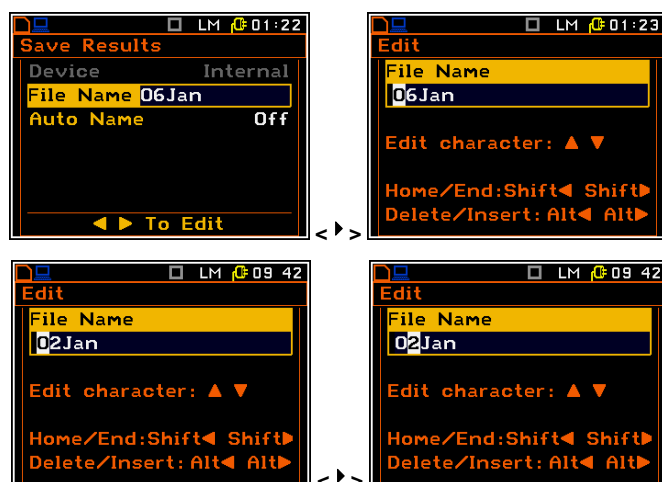 LM 01:22
Save Results
Device Internal
File Name 06Jan
Auto Name Off
◀ ▶ To Edit
< ▶ >
LM 01:23
Edit
File Name
06Jan
Edit character: ▲ ▼
Home/End:Shift◀ Shift▶
Delete/Insert:Alt◀ Alt▶
LM 09 42
Edit
File Name
02Jan
Edit character: ▲ ▼
Home/End:Shift◀ Shift▶
Delete/Insert:Alt◀ Alt▶
< ▶ >
LM 09 42
Edit
File Name
02Jan
Edit character: ▲ ▼
Home/End:Shift◀ Shift▶
Delete/Insert:Alt◀ Alt▶